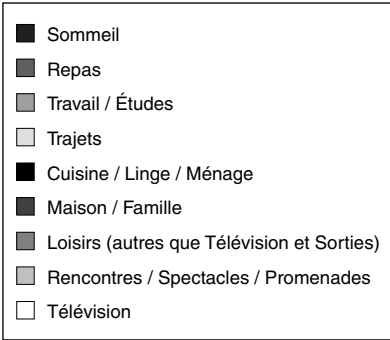 Sommeil
Repas
Travail / Études
Trajets
Cuisine / Linge / Ménage
Maison / Famille
Loisirs (autres que Télévision et Sorties)
Rencontres / Spectacles / Promenades
Télévision